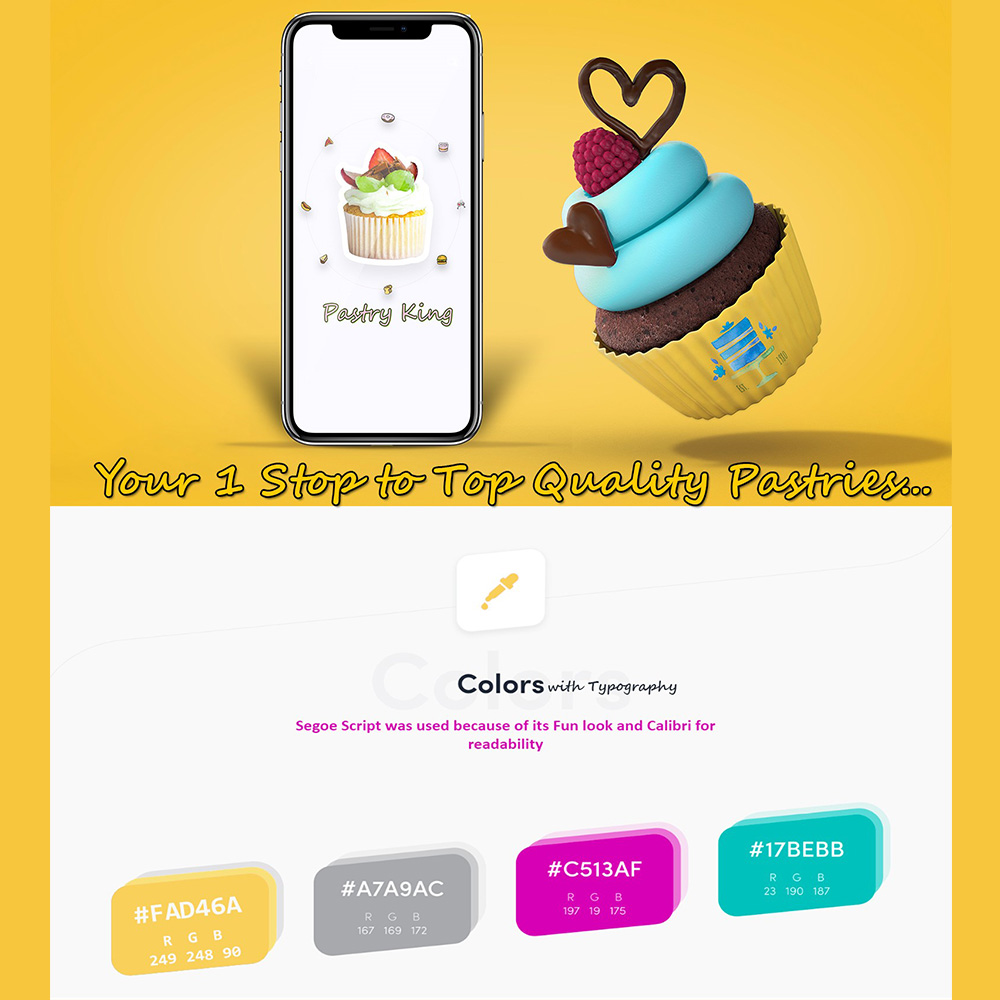 Pastry King
EST.
1910
Your 1 Stop to Top Quality Pastries...
Colors
Colors with Typography
Segoe Script was used because of its Fun look and Calibri for
readability
#FAD46A
R G B
249 248 90
#A7A9AC
R G B
167 169 172
#C513AF
R G B
197 19 175
#17BEBB
R G B
23 190 187